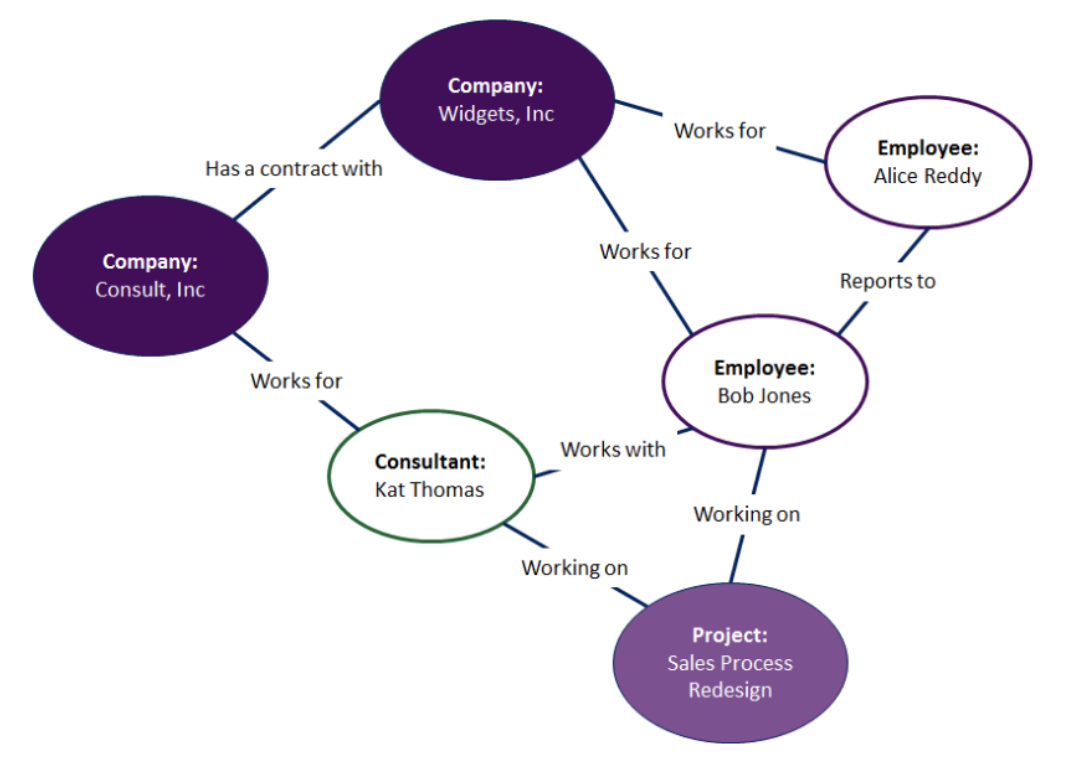 Company:
Widgets, Inc
Works for
Employee:
Alice Reddy
Has a contract with
Company:
Consult, Inc
Works for
Reports to
Employee:
Bob Jones
Works for
Works with
Consultant:
Kat Thomas
Working on
Working on
Project:
Sales Process
Redesign